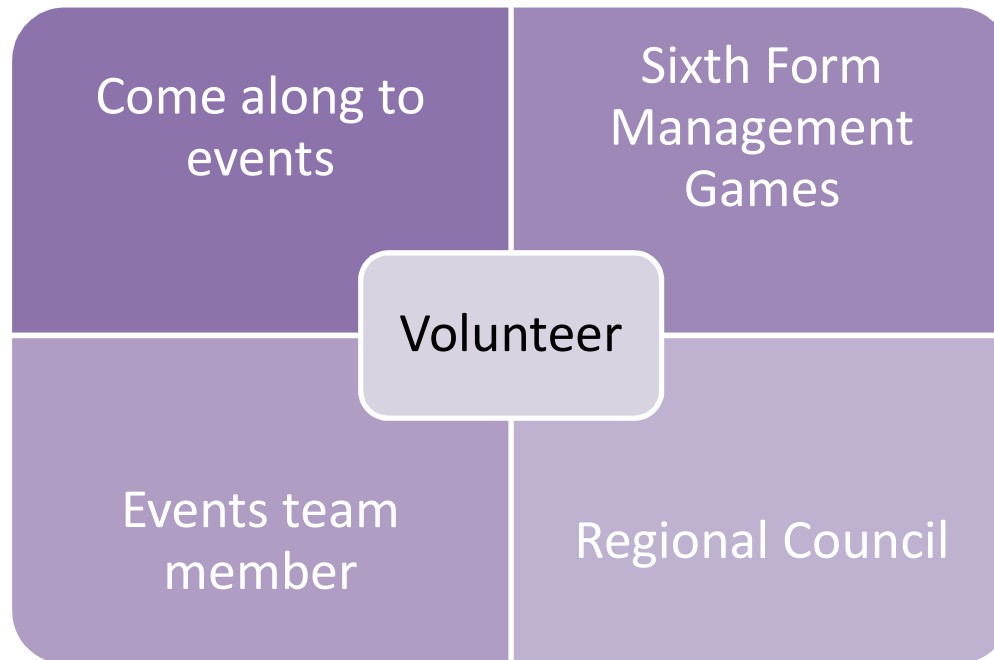 Come along to
events
Sixth Form
Management
Games
Volunteer
Events team
member
Regional Council